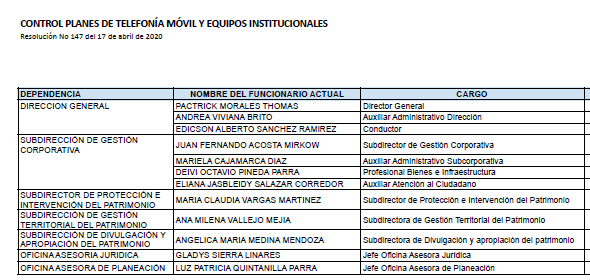 CONTROL PLANES DE TELEFONÍA MÓVIL Y EQUIPOS INSTITUCIONALES
Resolución No 147 del 17 de abril de 2020
DEPENDENCIA NOMBRE DEL FUNCIONARIO ACTUAL CARGO
DIRECCION GENERAL PACTRICK MORALES THOMAS Director General
ANDREA VIVIANA BRITO Auxiliar Administrativo Dirección
EDICSON ALBERTO SANCHEZ RAMIREZ Conductor
SUBDIRECCIÓN DE GESTIÓN
CORPORATIVA JUAN FERNANDO ACOSTA MIRKOW Subdirector de Gestión Corporativa
MARIELA CAJAMARCA DIAZ Auxiliar Administrativo Subcorporativa
DEIVI OCTAVIO PINEDA PARRA Profesional Bienes e Infraestructura
ELIANA JASBLEIDY SALAZAR CORREDOR Auxiliar Atención al Ciudadano
SUBDIRECTOR DE PROTECCIÓN E
INTERVENCIÓN DEL PATRIMONIO MARIA CLAUDIA VARGAS MARTINEZ Subdirector de Protección e Intervención del Patrimonio
SUBDIRECCIÓN DE GESTIÓN
TERRITORIAL DEL PATRIMONIO ANA MILENA VALLEJO MEJIA Subdirectora de Gestión Territorial del Patrimonio
SUBDIRECCIÓN DE DIVULGACIÓN Y
APROPIACIÓN DEL PATRIMONIO ANGELICA MARIA MEDINA MENDOZA Subdirectora de Divulgación y apropiación del patrimonio
OFICINA ASESORIA JURIDICA GLADYS SIERRA LINARES Jefe Oficina Asesora Jurídica
OFICINA ASESORA DE PLANEACIÓN LUZ PATRICIA QUINTANILLA PARRA Jefe Oficina Asesora de Planeación